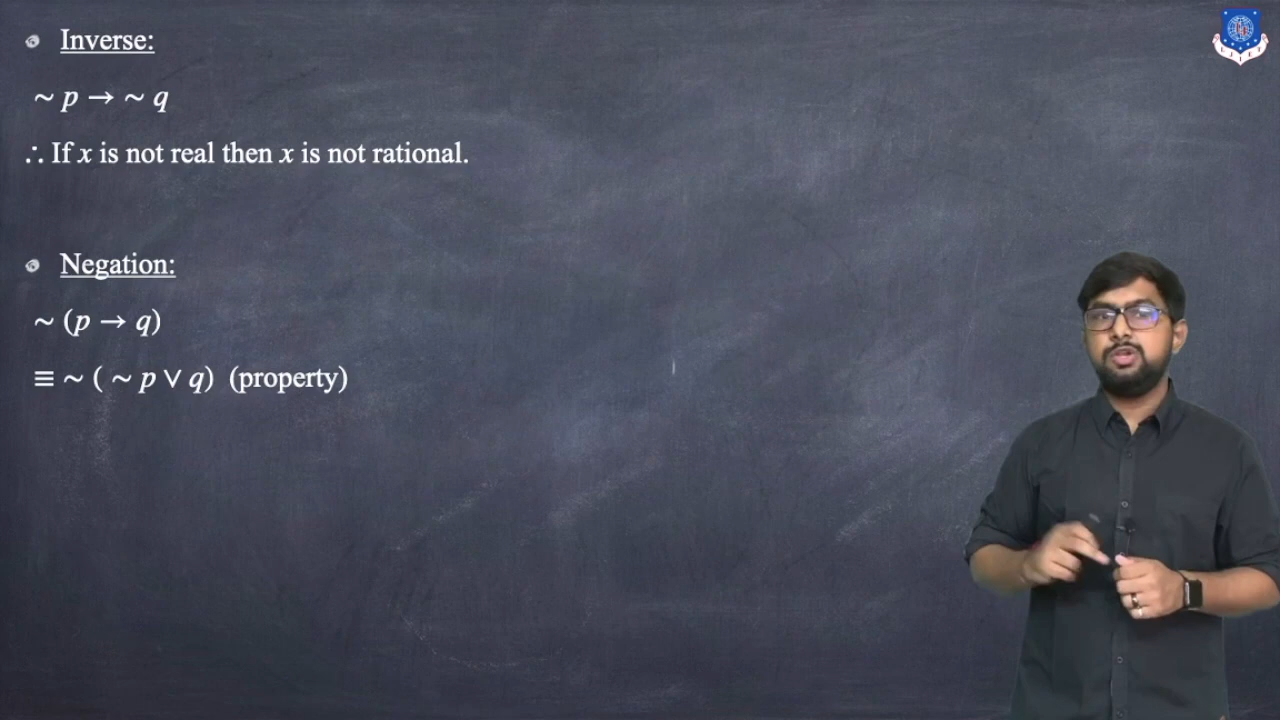 Inverse:
~ p → ~ q
∴ If x is not real then x is not rational.
Negation:
~ (p → q)
≡ ~ ( ~ p ∨ q) (property)